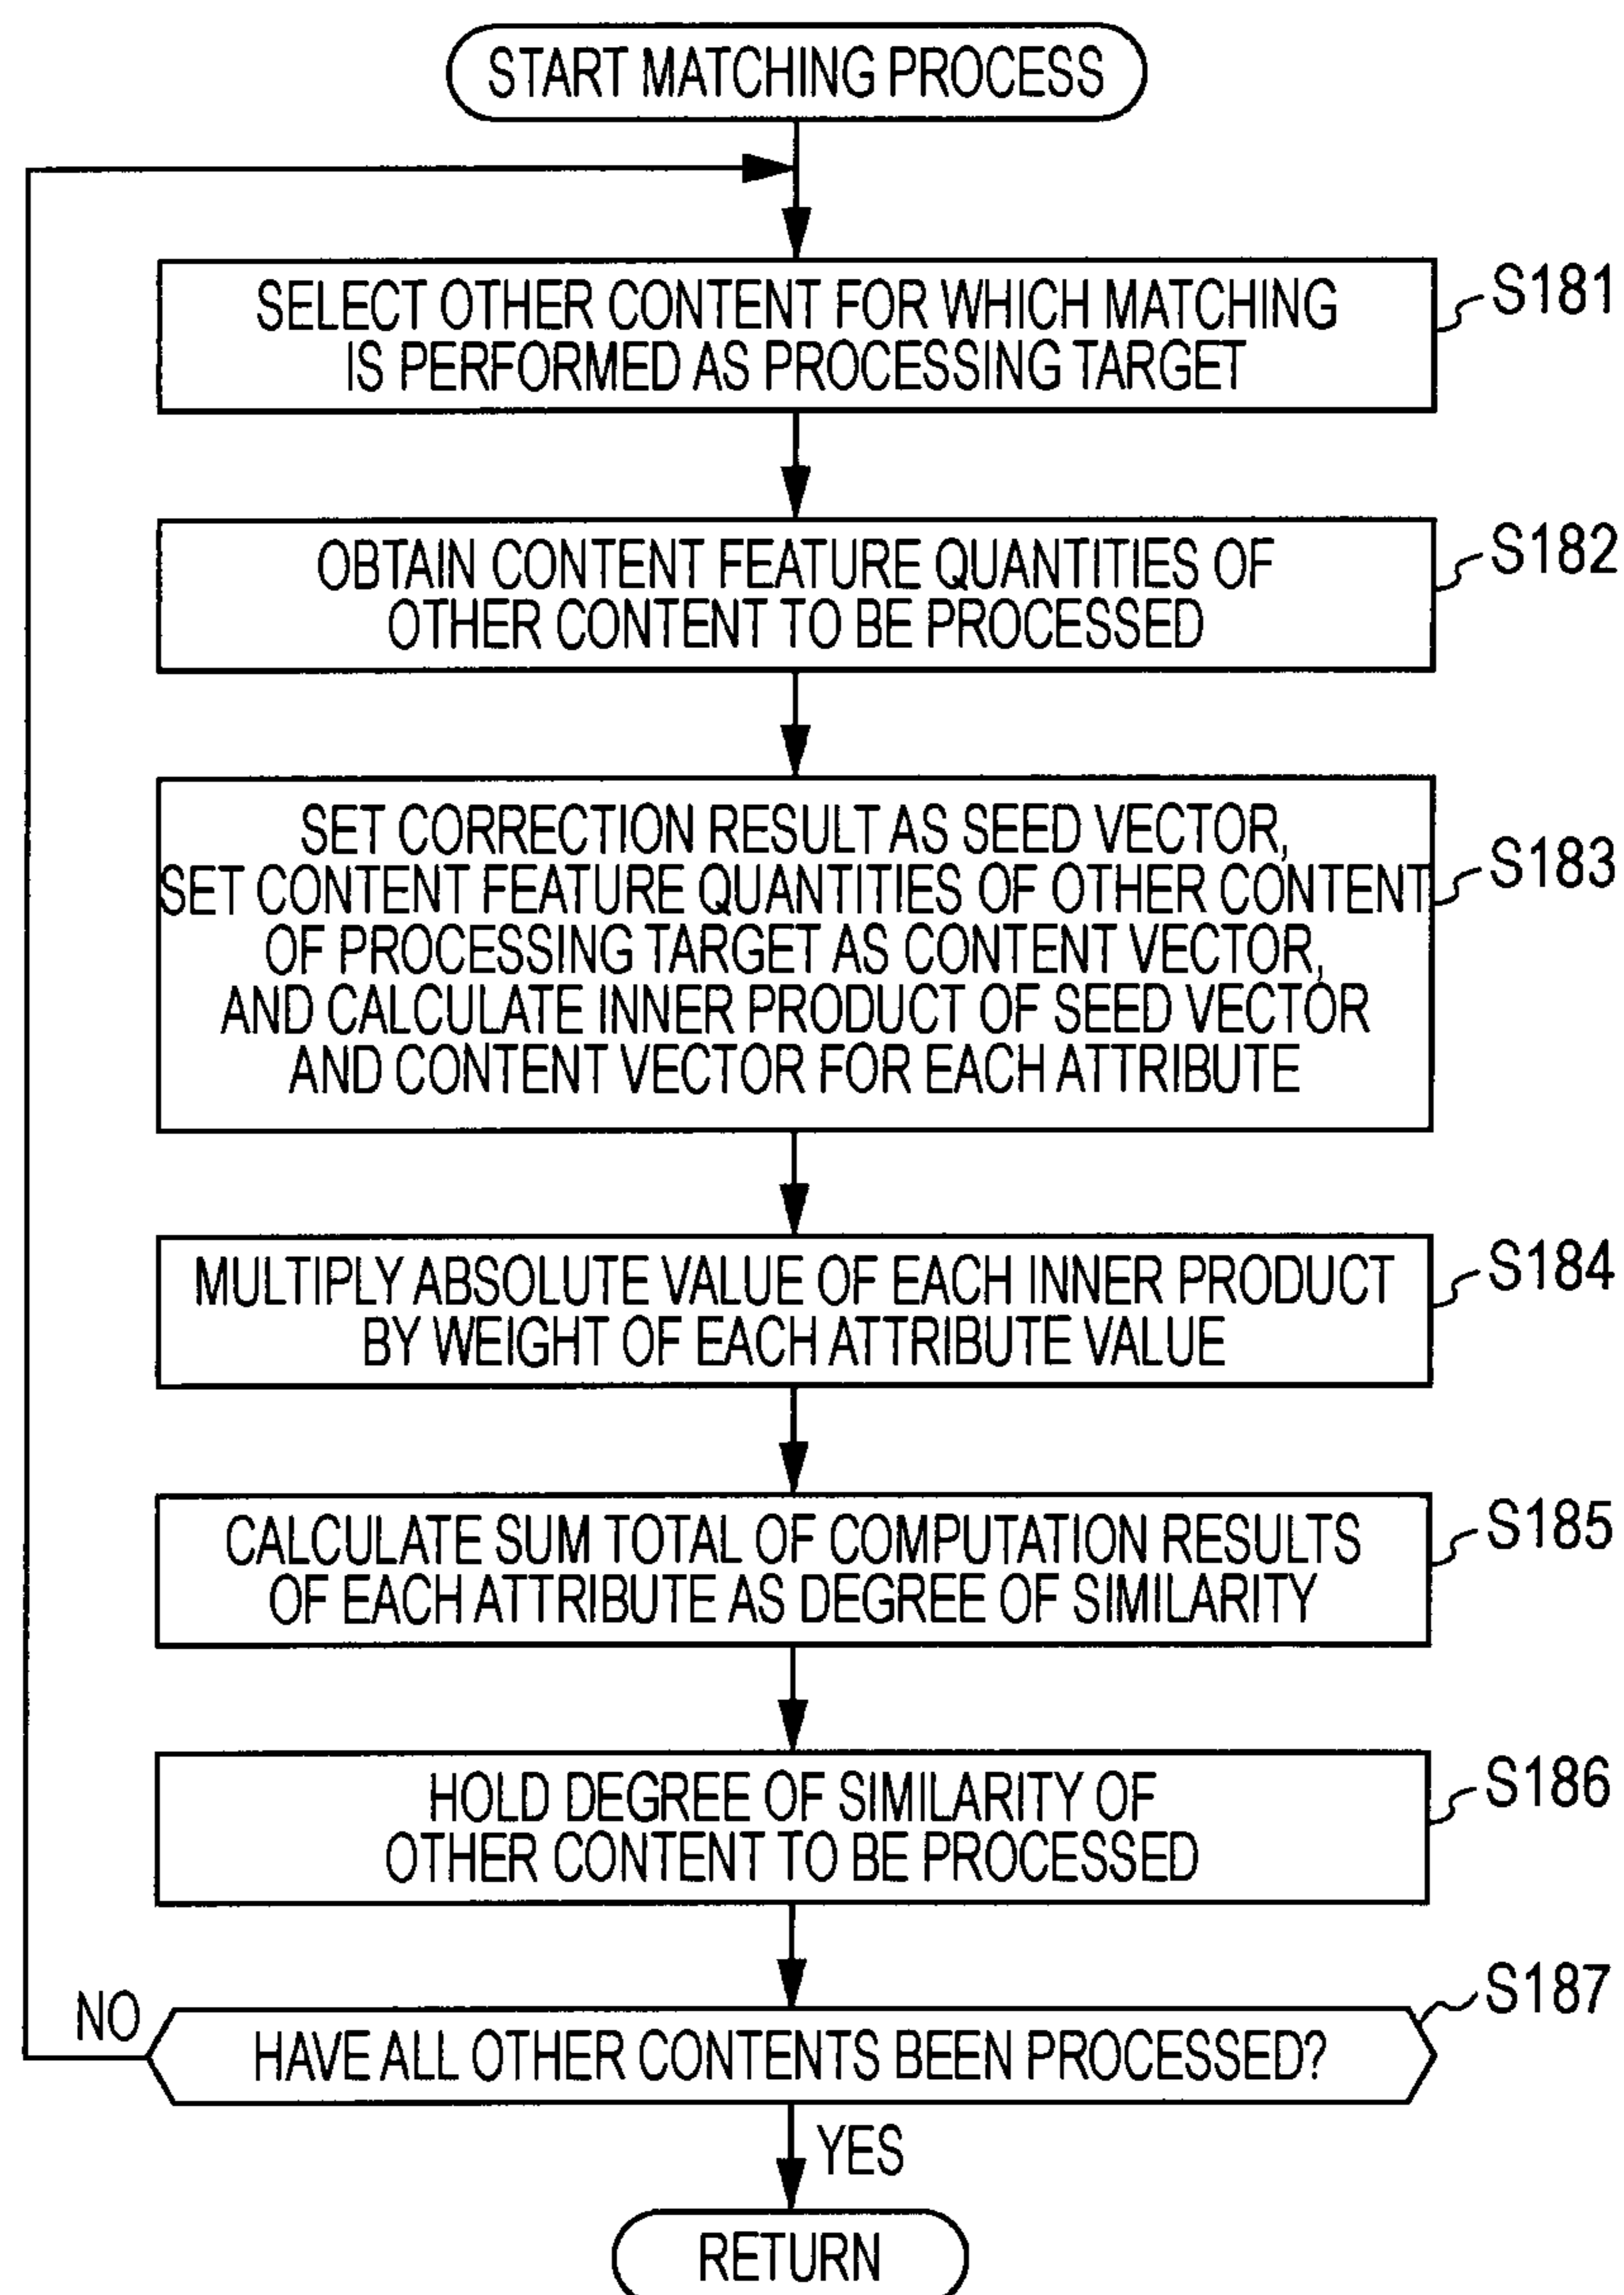 START MATCHING PROCESS
SELECT OTHER CONTENT FOR WHICH MATCHING
IS PERFORMED AS PROCESSING TARGET
S181
OBTAIN CONTENT FEATURE QUANTITIES OF
OTHER CONTENT TO BE PROCESSED
S182
SET CORRECTION RESULT AS SEED VECTOR,
SET CONTENT FEATURE QUANTITIES OF OTHER CONTENT
OF PROCESSING TARGET AS CONTENT VECTOR,
AND CALCULATE INNER PRODUCT OF SEED VECTOR
AND CONTENT VECTOR FOR EACH ATTRIBUTE
S183
MULTIPLY ABSOLUTE VALUE OF EACH INNER PRODUCT
BY WEIGHT OF EACH ATTRIBUTE VALUE
S184
CALCULATE SUM TOTAL OF COMPUTATION RESULTS
OF EACH ATTRIBUTE AS DEGREE OF SIMILARITY
S185
HOLD DEGREE OF SIMILARITY OF
OTHER CONTENT TO BE PROCESSED
S186
NO
HAVE ALL OTHER CONTENTS BEEN PROCESSED?
S187
YES
RETURN